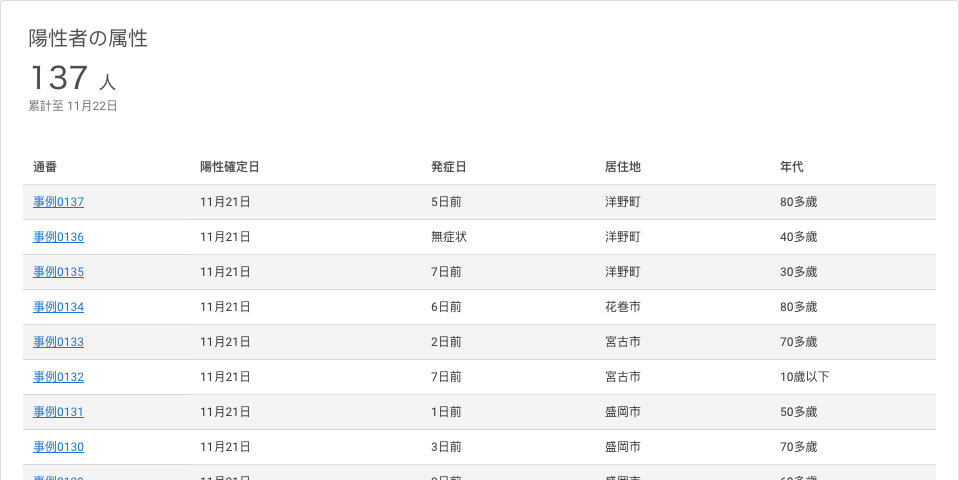 陽性者の属性
137 人
累計至 11月22日
通番 陽性確定日 発症日 居住地 年代
事例0137 11月21日 5日前 洋野町 80多歳
事例0136 11月21日 無症状 洋野町 40多歳
事例0135 11月21日 7日前 洋野町 30多歳
事例0134 11月21日 6日前 花巻市 80多歳
事例0133 11月21日 2日前 宮古市 70多歳
事例0132 11月21日 7日前 宮古市 10歳以下
事例0131 11月21日 1日前 盛岡市 50多歳
事例0130 11月21日 3日前 盛岡市 70多歳